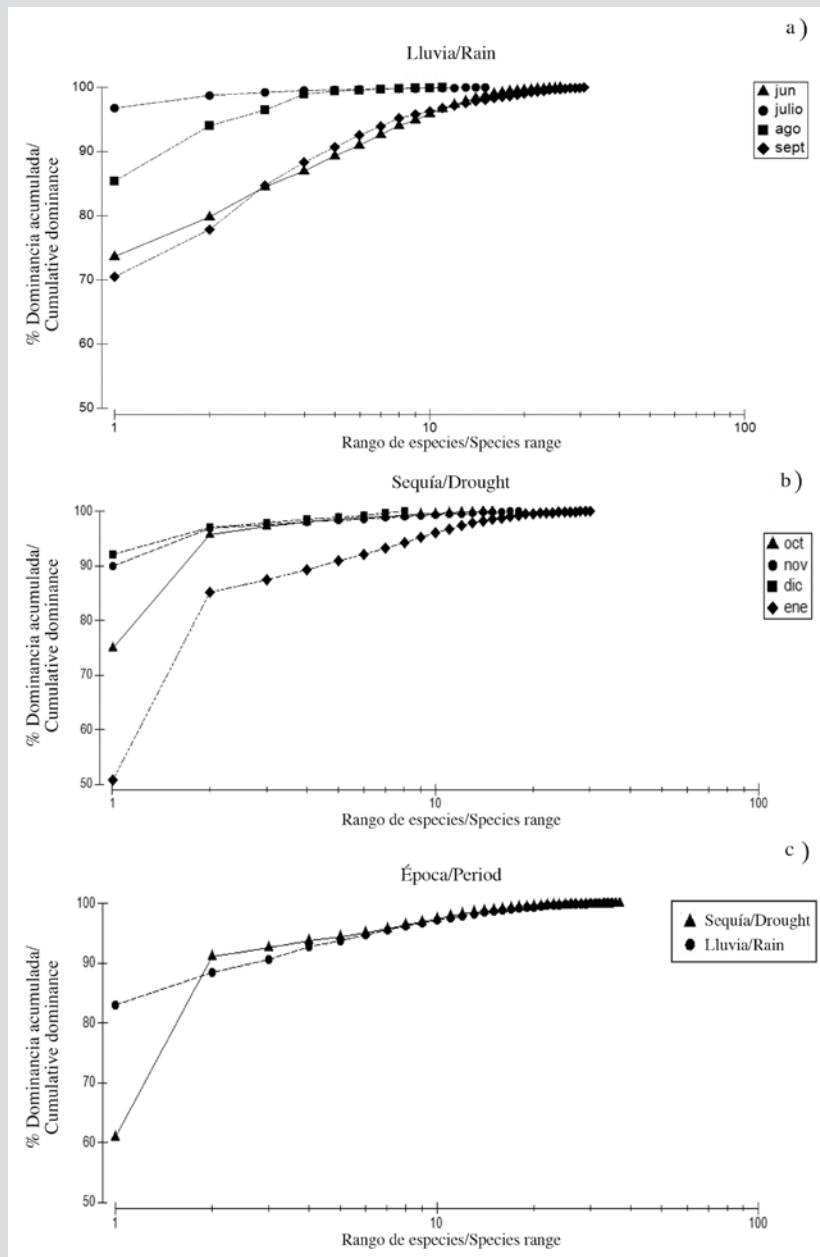 a )
Lluvia/Rain
% Dominancia acumulada/
Cumulative dominance
100
90
80
70
60
50
1
10
100
Rango de especies/Species range
jun
julio
ago
sept
b )
Sequía/Drought
% Dominancia acumulada/
Cumulative dominance
100
90
80
70
60
50
1
10
100
Rango de especies/Species range
oct
nov
dic
ene
c )
Época/Period
% Dominancia acumulada/
Cumulative dominance
100
90
80
70
60
50
1
10
100
Rango de especies/Species range
Sequía/Drought
Lluvia/Rain